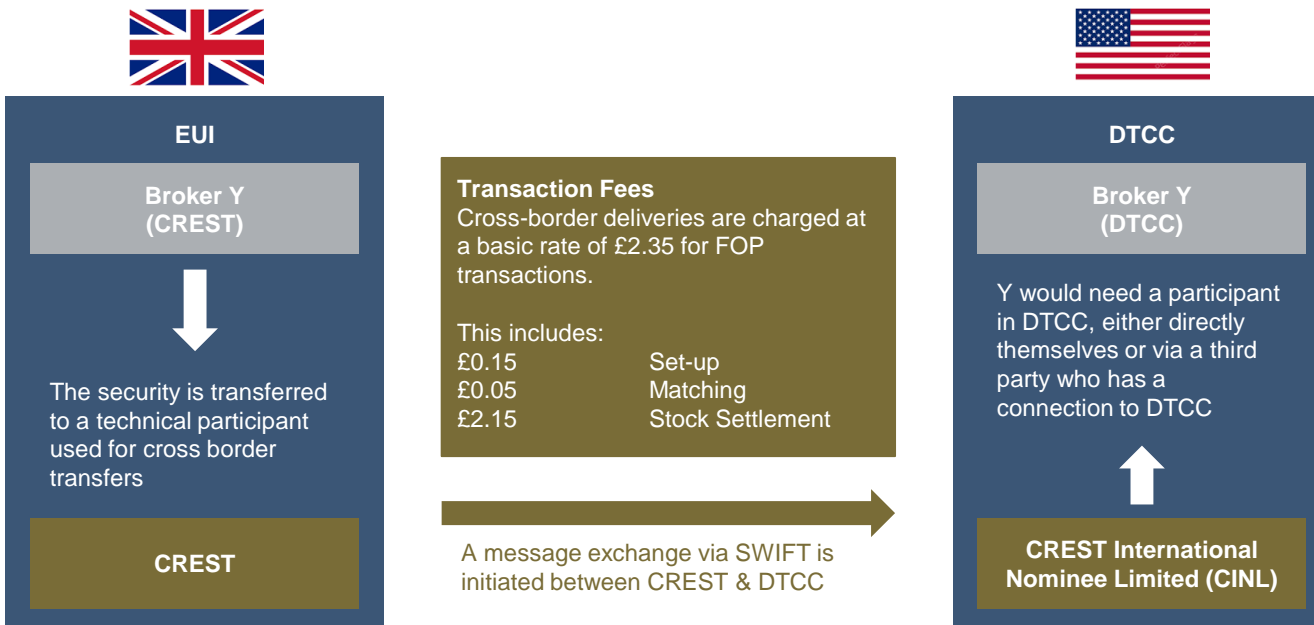 EUI
Broker Y
(CREST)
The security is transferred
to a technical participant
used for cross border
transfers
CREST
Transaction Fees
Cross-border deliveries are charged at
a basic rate of £2.35 for FOP
transactions.
This includes:
£0.15 Set-up
£0.05 Matching
£2.15 Stock Settlement
A message exchange via SWIFT is
initiated between CREST & DTCC
DTCC
Broker Y
(DTCC)
Y would need a participant
in DTCC, either directly
themselves or via a third
party who has a
connection to DTCC
CREST International
Nominee Limited (CINL)